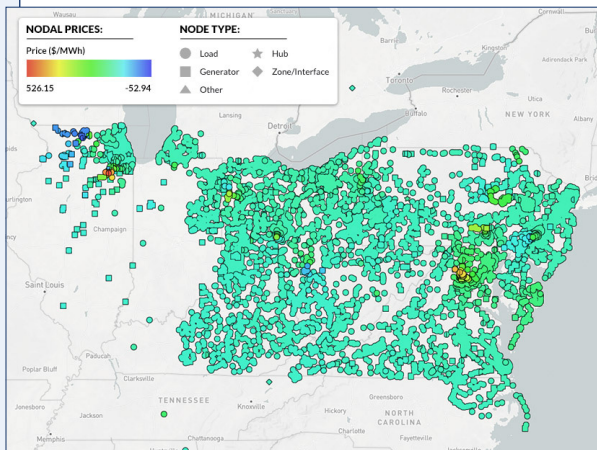 Wausau
Cornwall
MICHIGAN
NODAL PRICES:
NODE TYPE:
Barrie
Kingston
Adirondack Park
Price ($/MWh)
Load
Hub
Generator
Zone/Interface
Toronto
526.15
-52.94
Other
Rochester
Utica
Buffalo
NEW YORK
Albany
Lansing
Detroit
Champaign
Saint Louis
Paducah
Poplar Bluff
Clarksville
Greensboro
TENNESSEE
Knoxville
Hickory
NORTH
CAROLINA
Jonesboro
Jackson
Charlotte
Fayetteville
Memphis
Chattanooga